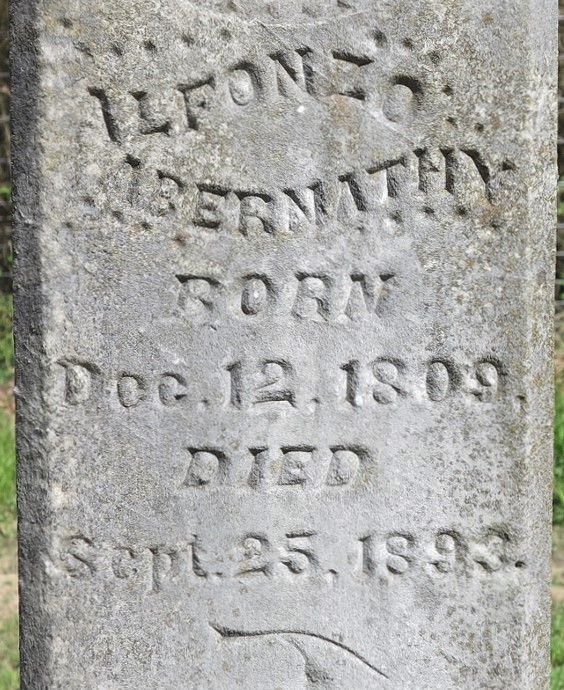 ALFONZO
ABERNATHY
BORN
Dec. 12, 1809.
DIED
Sept. 25, 1893.